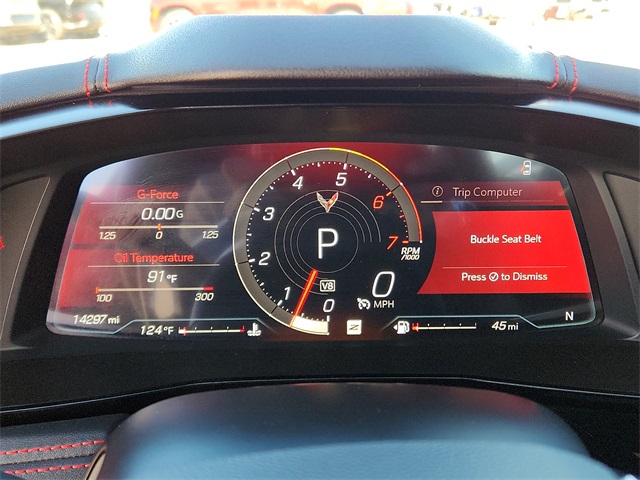 G-Force
0.00G
1.25 0 1.25
Oil Temperature
91°F
100 300
14297 mi
124°F
0 1 2 3 4 5 6 7
RPM
/1000
P
V8
0
MPH
Z
Trip Computer
Buckle Seat Belt
Press to Dismiss
45 mi
N